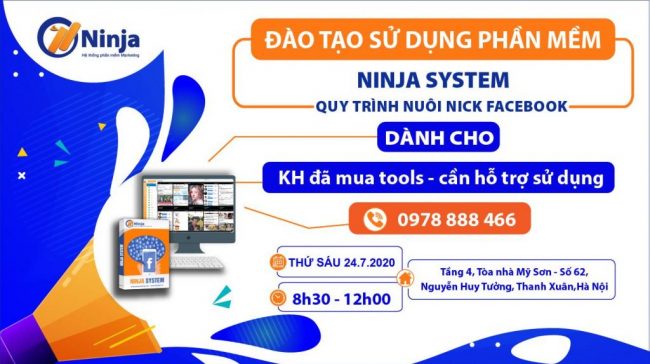 Ninja
Hệ thống phần mềm Marketing
ĐÀO TẠO SỬ DỤNG PHẦN MỀM
NINJA SYSTEM
QUY TRÌNH NUÔI NICK FACEBOOK
DÀNH CHO
KH đã mua tools - cần hỗ trợ sử dụng
0978 888 466
THỨ SÁU 24.7.2020
8h30 - 12h00
Tầng 4, Tòa nhà Mỹ Sơn - Số 62,
Nguyễn Huy Tưởng, Thanh Xuân,Hà Nội
Ninja
NINJA SYSTEM
NINJA SYSTEM